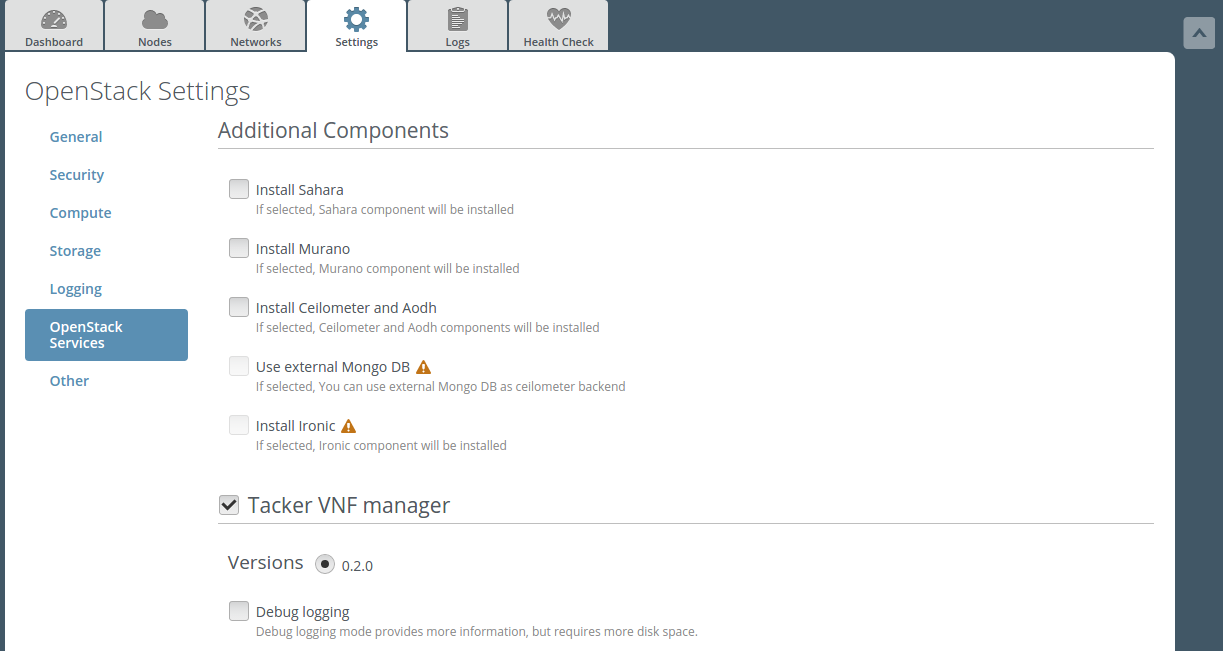 Dashboard
Nodes
Networks
Settings
Logs
Health Check
OpenStack Settings
General
Security
Compute
Storage
Logging
OpenStack
Services
Other
Additional Components
Install Sahara
If selected, Sahara component will be installed
Install Murano
If selected, Murano component will be installed
Install Ceilometer and Aodh
If selected, Ceilometer and Aodh components will be installed
Use external Mongo DB
If selected, You can use external Mongo DB as ceilometer backend
Install Ironic
If selected, Ironic component will be installed
Tacker VNF manager
Versions 0.2.0
Debug logging
Debug logging mode provides more information, but requires more disk space.